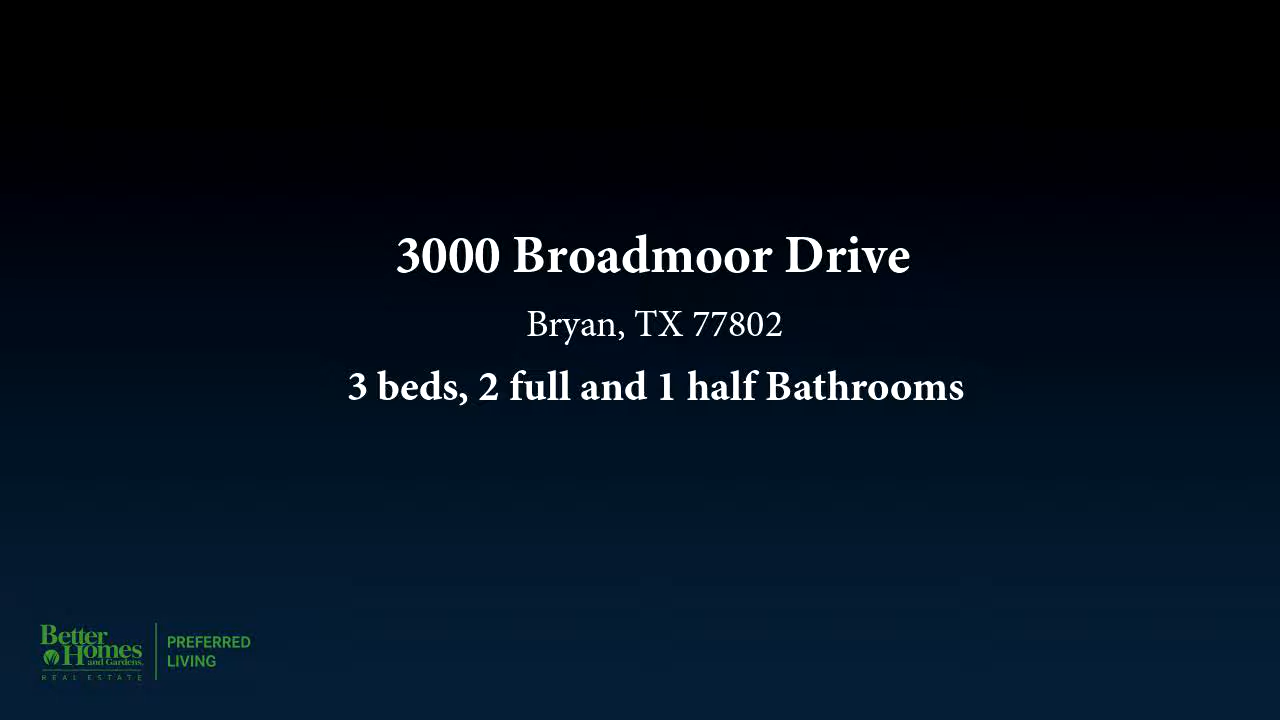 3000 Broadmoor Drive
Bryan, TX 77802
3 beds, 2 full and 1 half Bathrooms
Better
Homes
and Gardens.
REAL ESTATE
PREFERRED
LIVING